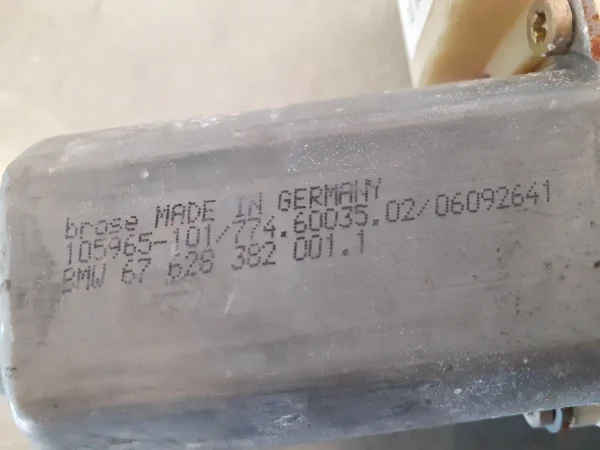 brose MADE IN GERMANY
105965-101/774.60035.02/06092641
BMW 67 628 382 001.1